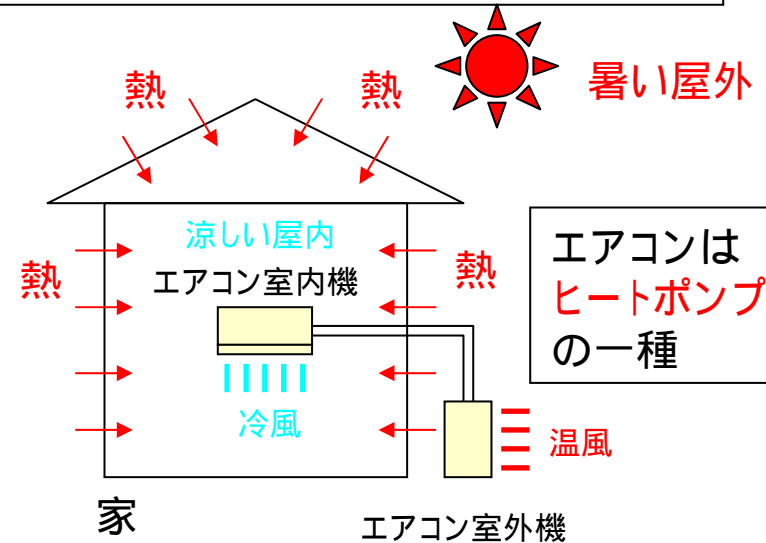 暑い屋外
熱
熱
涼しい屋内
エアコン室内機
熱
熱
エアコンは
ヒートポンプ
の一種
冷風
温風
家
エアコン室外機